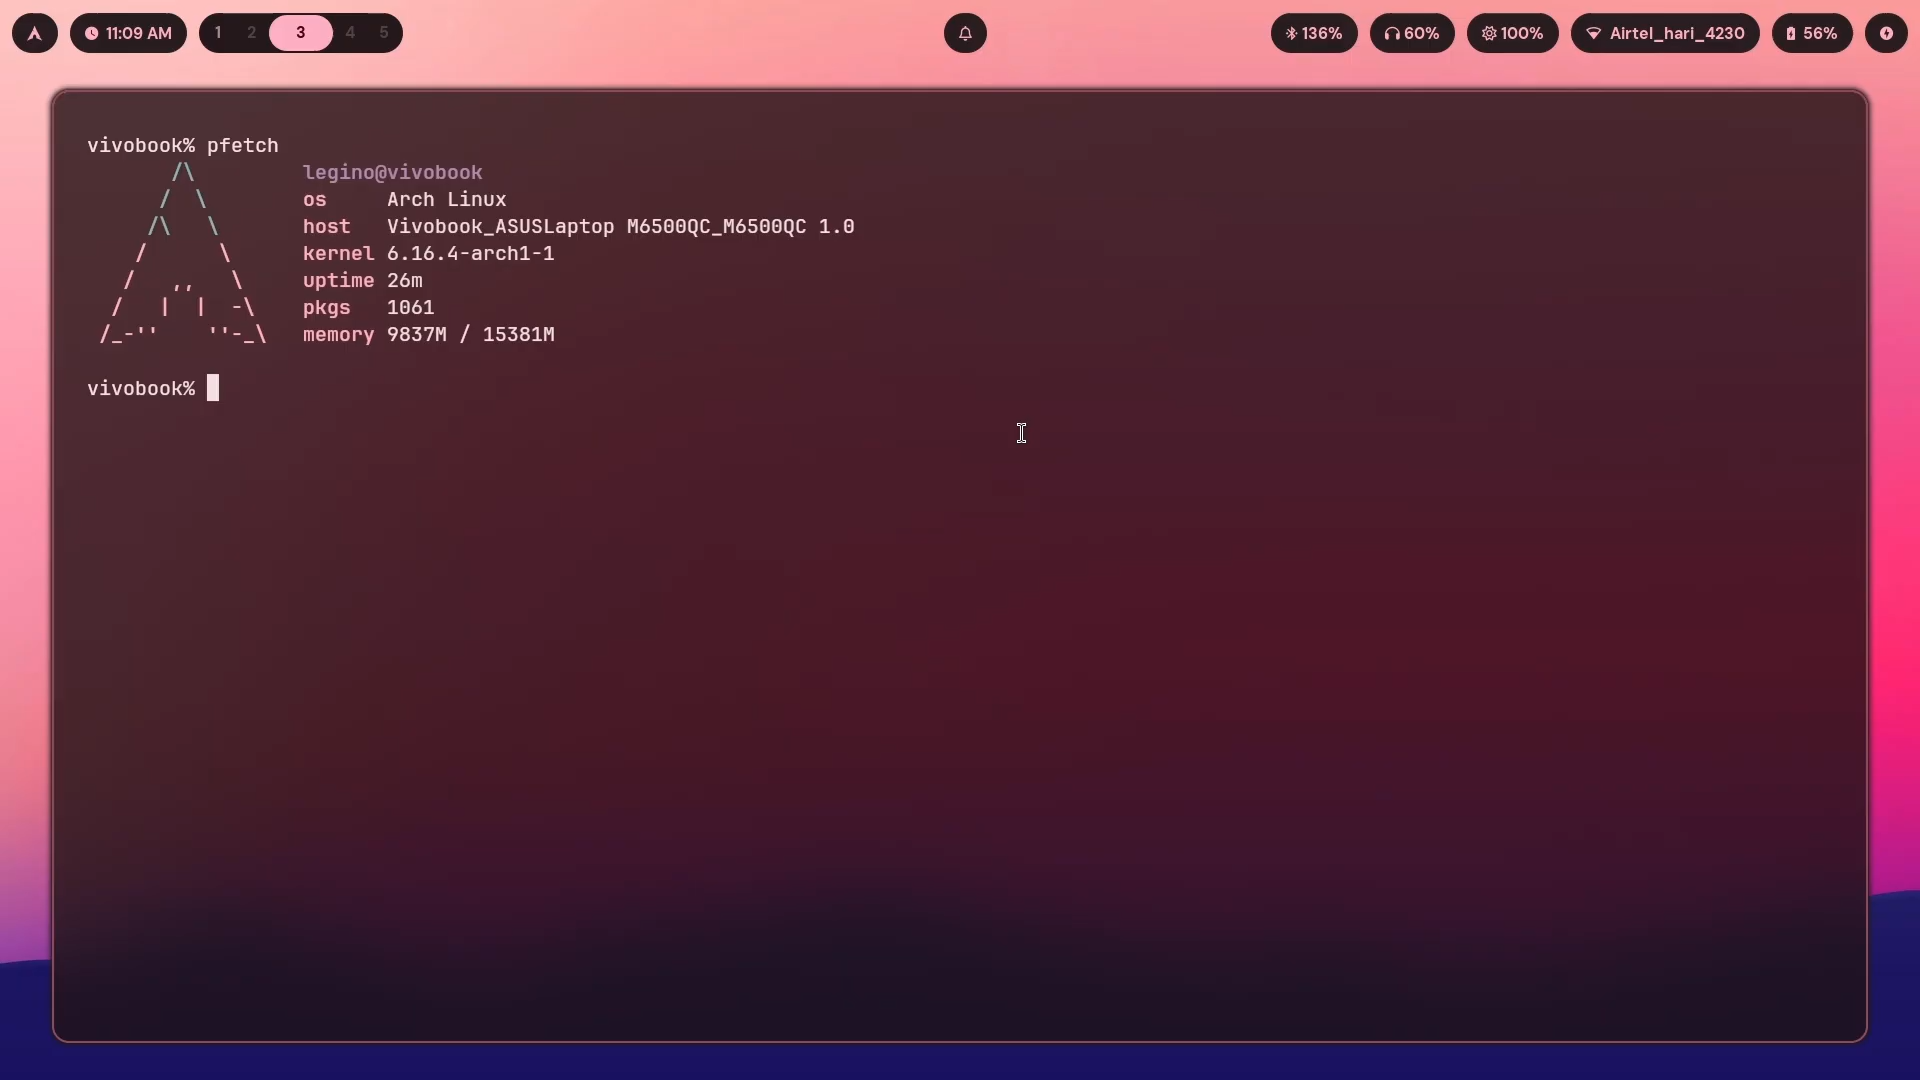 11:09 AM 1 2 3 4 5 136% 60% 100% Airtel_hari_4230 56%
vivobook% pfetch
legino@vivobook
os Arch Linux
host Vivobook_ASUSLaptop M6500QC_M6500QC 1.0
kernel 6.16.4-arch1-1
uptime 26m
pkgs 1061
memory 9837M / 15381M
vivobook%